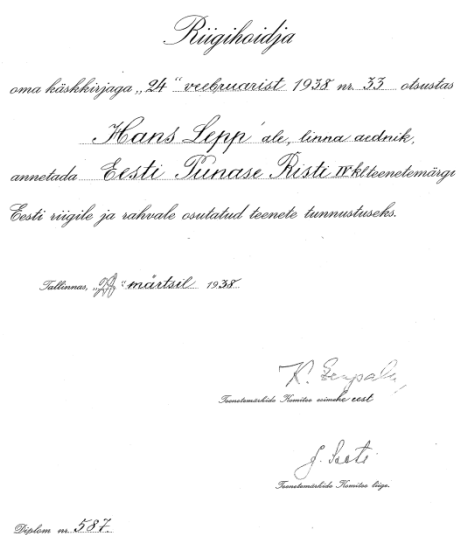 Riigihoidja
oma käskkirjaga „24“ veebruarist 1938 nr. 33 otsustas
Hans Lepp'ale, linna aednik,
annetada Eesti Punase Risti IV kl. teenetemärgi
Eesti riigile ja rahvale osutatud teenete tunnustuseks.
Tallinnas, märtsil 1938
K.
Teenetemärkide Komitee esimehe eest
J.
Teenetemärkide Komitee liige.
Diplom nr. 587.